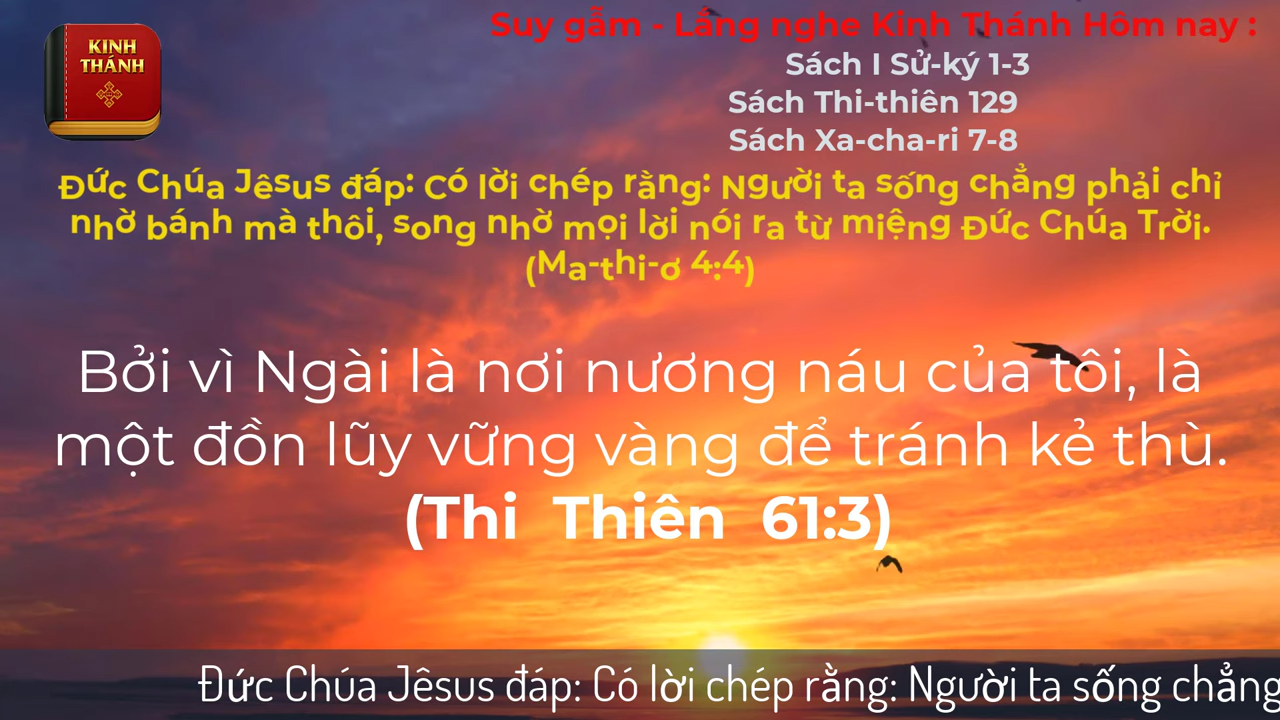 KINH
THÁNH
Suy gẫm - Lắng nghe Kinh Thánh Hôm nay :
Sách I Sử-ký 1-3
Sách Thi-thiên 129
Sách Xa-cha-ri 7-8
Đức Chúa Jêsus đáp: Có lời chép rằng: Người ta sống chẳng phải chỉ
nhờ bánh mà thôi, song nhờ mọi lời nói ra từ miệng Đức Chúa Trời.
(Ma-thi-ơ 4:4)
Bởi vì Ngài là nơi nương náu của tôi, là
một đồn lũy vững vàng để tránh kẻ thù.
(Thi Thiên 61:3)
Đức Chúa Jêsus đáp: Có lời chép rằng: Người ta sống chẳng